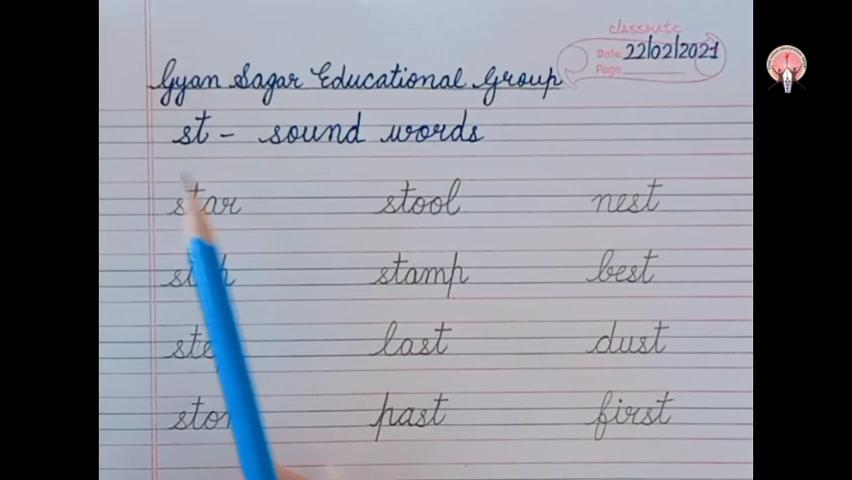 classmate
Date 22/02/2021
Page
Gyan Sagar Educational Group
st - sound words
star stool nest
stamp best
last dust
past first